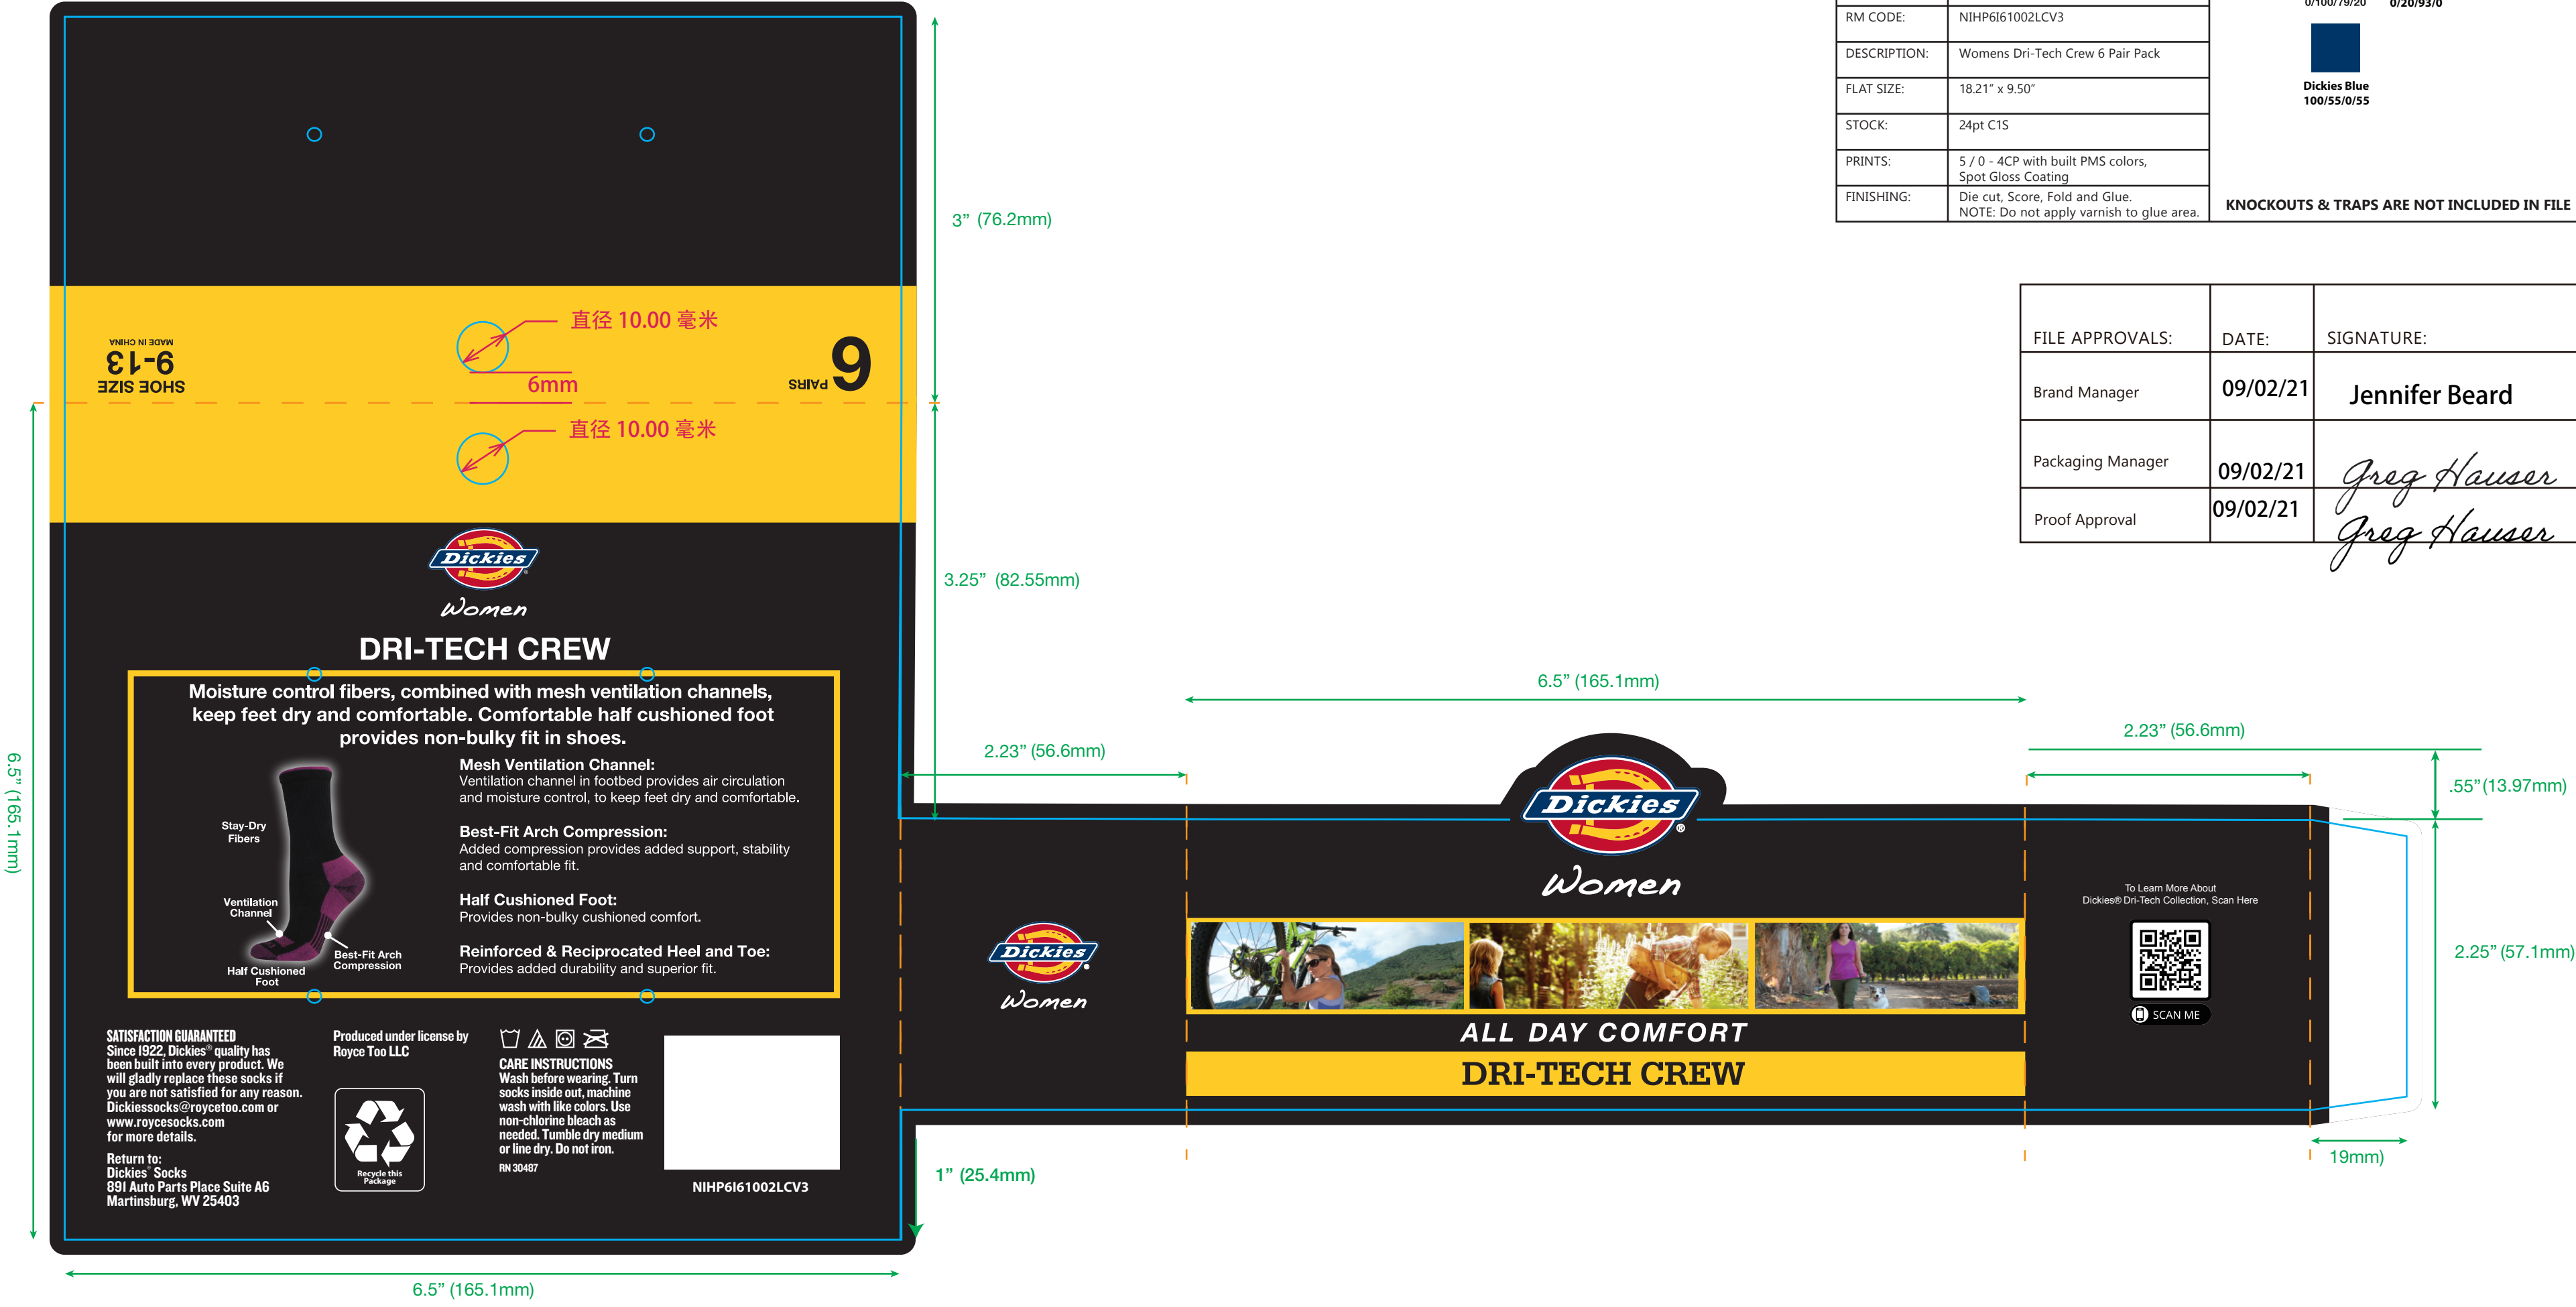 0/100/79/20 0/20/93/0
RM CODE: NIHP6I61002LCV3
DESCRIPTION: Womens Dri-Tech Crew 6 Pair Pack
FLAT SIZE: 18.21” x 9.50”
STOCK: 24pt C1S
PRINTS: 5 / 0 - 4CP with built PMS colors,
Spot Gloss Coating
FINISHING: Die cut, Score, Fold and Glue.
NOTE: Do not apply varnish to glue area.
Dickies Blue
100/55/0/55
KNOCKOUTS & TRAPS ARE NOT INCLUDED IN FILE
FILE APPROVALS: DATE: SIGNATURE:
Brand Manager 09/02/21 Jennifer Beard
Packaging Manager 09/02/21 Greg Hauser
Proof Approval 09/02/21 Greg Hauser
3” (76.2mm)
直径 10.00 毫米
6mm
直径 10.00 毫米
SHOE SIZE
9-13
MADE IN CHINA
6 PAIRS
3.25” (82.55mm)
6.5” (165.1mm)
Dickies®
Women
DRI-TECH CREW
Moisture control fibers, combined with mesh ventilation channels,
keep feet dry and comfortable. Comfortable half cushioned foot
provides non-bulky fit in shoes.
Stay-Dry
Fibers
Ventilation
Channel
Half Cushioned
Foot
Best-Fit Arch
Compression
Mesh Ventilation Channel:
Ventilation channel in footbed provides air circulation
and moisture control, to keep feet dry and comfortable.
Best-Fit Arch Compression:
Added compression provides added support, stability
and comfortable fit.
Half Cushioned Foot:
Provides non-bulky cushioned comfort.
Reinforced & Reciprocated Heel and Toe:
Provides added durability and superior fit.
SATISFACTION GUARANTEED
Since 1922, Dickies® quality has
been built into every product. We
will gladly replace these socks if
you are not satisfied for any reason.
Dickiessocks@roycetoo.com or
www.roycesocks.com
for more details.
Return to:
Dickies® Socks
891 Auto Parts Place Suite A6
Martinsburg, WV 25403
Produced under license by
Royce Too LLC
Recycle this
Package
CARE INSTRUCTIONS
Wash before wearing. Turn
socks inside out, machine
wash with like colors. Use
non-chlorine bleach as
needed. Tumble dry medium
or line dry. Do not iron.
RN 30487
NIHP6I61002LCV3
6.5” (165.1mm)
1” (25.4mm)
2.23” (56.6mm)
6.5” (165.1mm)
2.23” (56.6mm)
.55” (13.97mm)
2.25” (57.1mm)
19mm)
Dickies®
Women
Dickies®
Women
ALL DAY COMFORT
DRI-TECH CREW
To Learn More About
Dickies® Dri-Tech Collection, Scan Here
SCAN ME